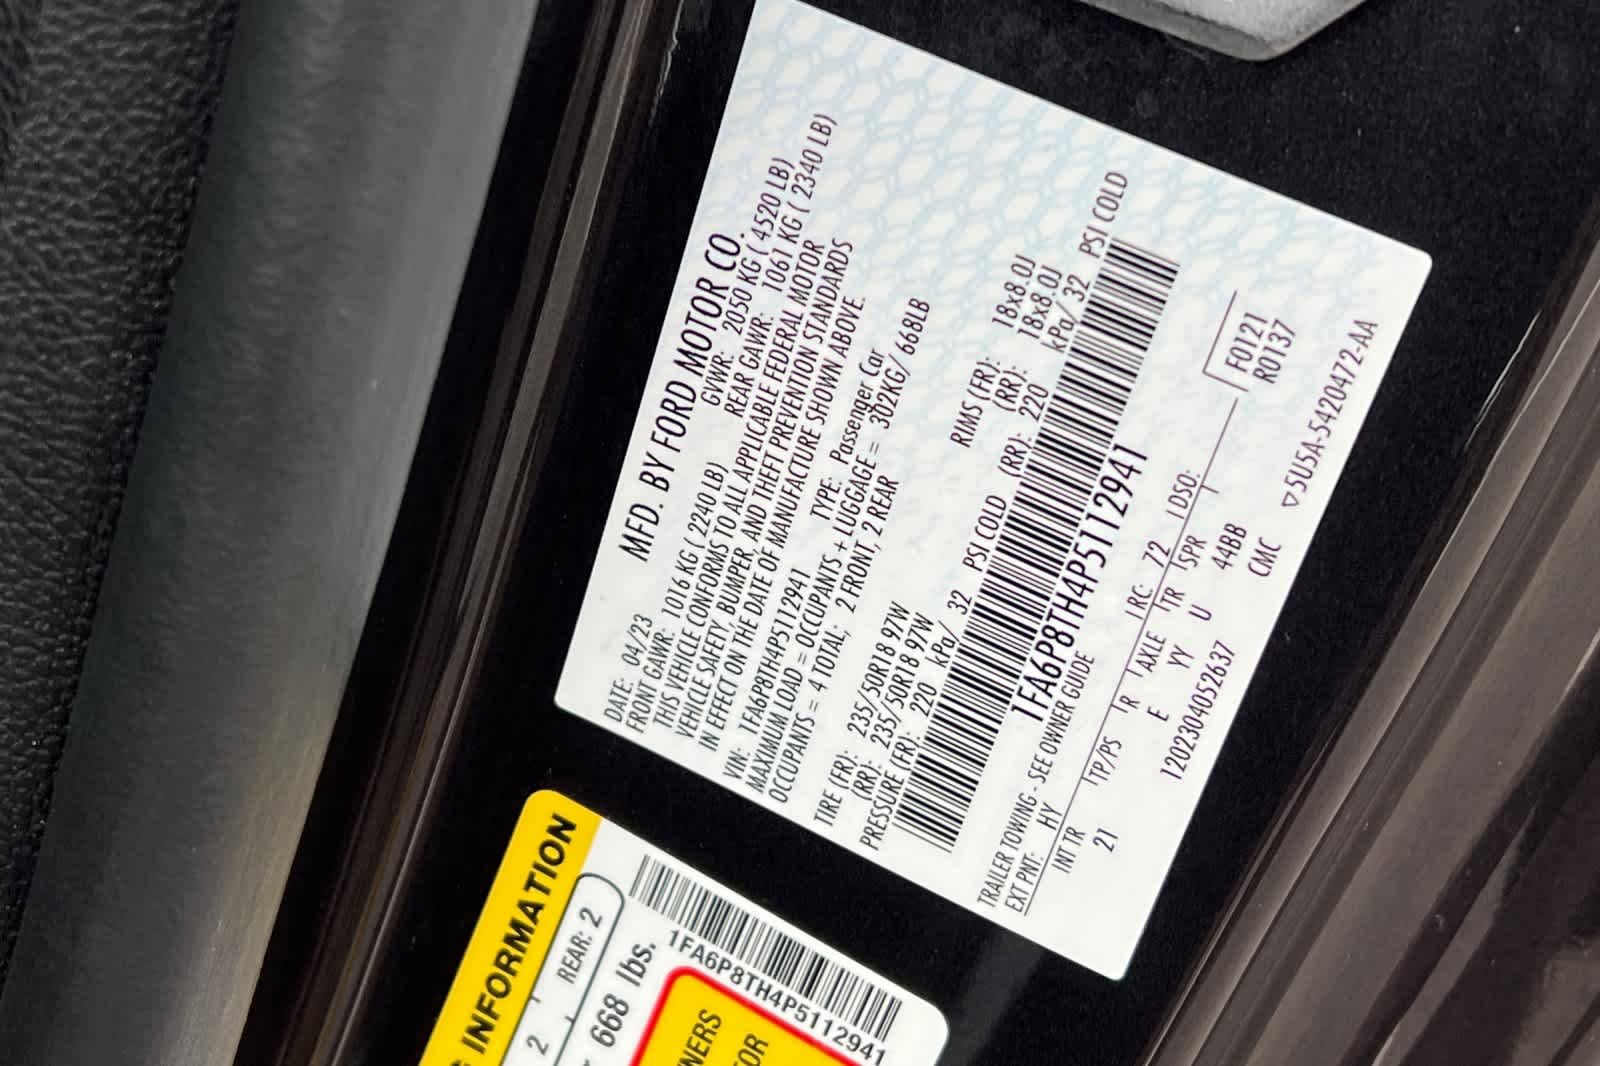 MFD. BY FORD MOTOR CO.
DATE: 04/23 GVWR: 2050 KG ( 4520 LB)
FRONT GAWR: 1016 KG ( 2240 LB) REAR GAWR: 1061 KG ( 2340 LB)
THIS VEHICLE CONFORMS TO ALL APPLICABLE FEDERAL MOTOR
VEHICLE SAFETY, BUMPER, AND THEFT PREVENTION STANDARDS
IN EFFECT ON THE DATE OF MANUFACTURE SHOWN ABOVE.
VIN: 1FA6P8TH4P5112941 TYPE: Passenger Car
MAXIMUM LOAD = OCCUPANTS + LUGGAGE = 302KG/ 668LB
OCCUPANTS = 4 TOTAL; 2 FRONT, 2 REAR
TIRE (FR): 235/50R18 97W RIMS (FR): 18x8.0J
(RR): 235/50R18 97W (RR): 18x8.0J
PRESSURE (FR): 220 kPa/ 32 PSI COLD (RR): 220 kPa/ 32 PSI COLD
1FA6P8TH4P5112941
TRAILER TOWING - SEE OWNER GUIDE
EXT PNT: HY RC: 72 DSO: F0121
INT TR TP/PS R AXLE TR SPR R0137
21 E YY U 44BB
1202304052637 CMC ▽5U5A-5420472-AA
INFORMATION
2 REAR: 2
668 lbs.
1FA6P8TH4P5112941